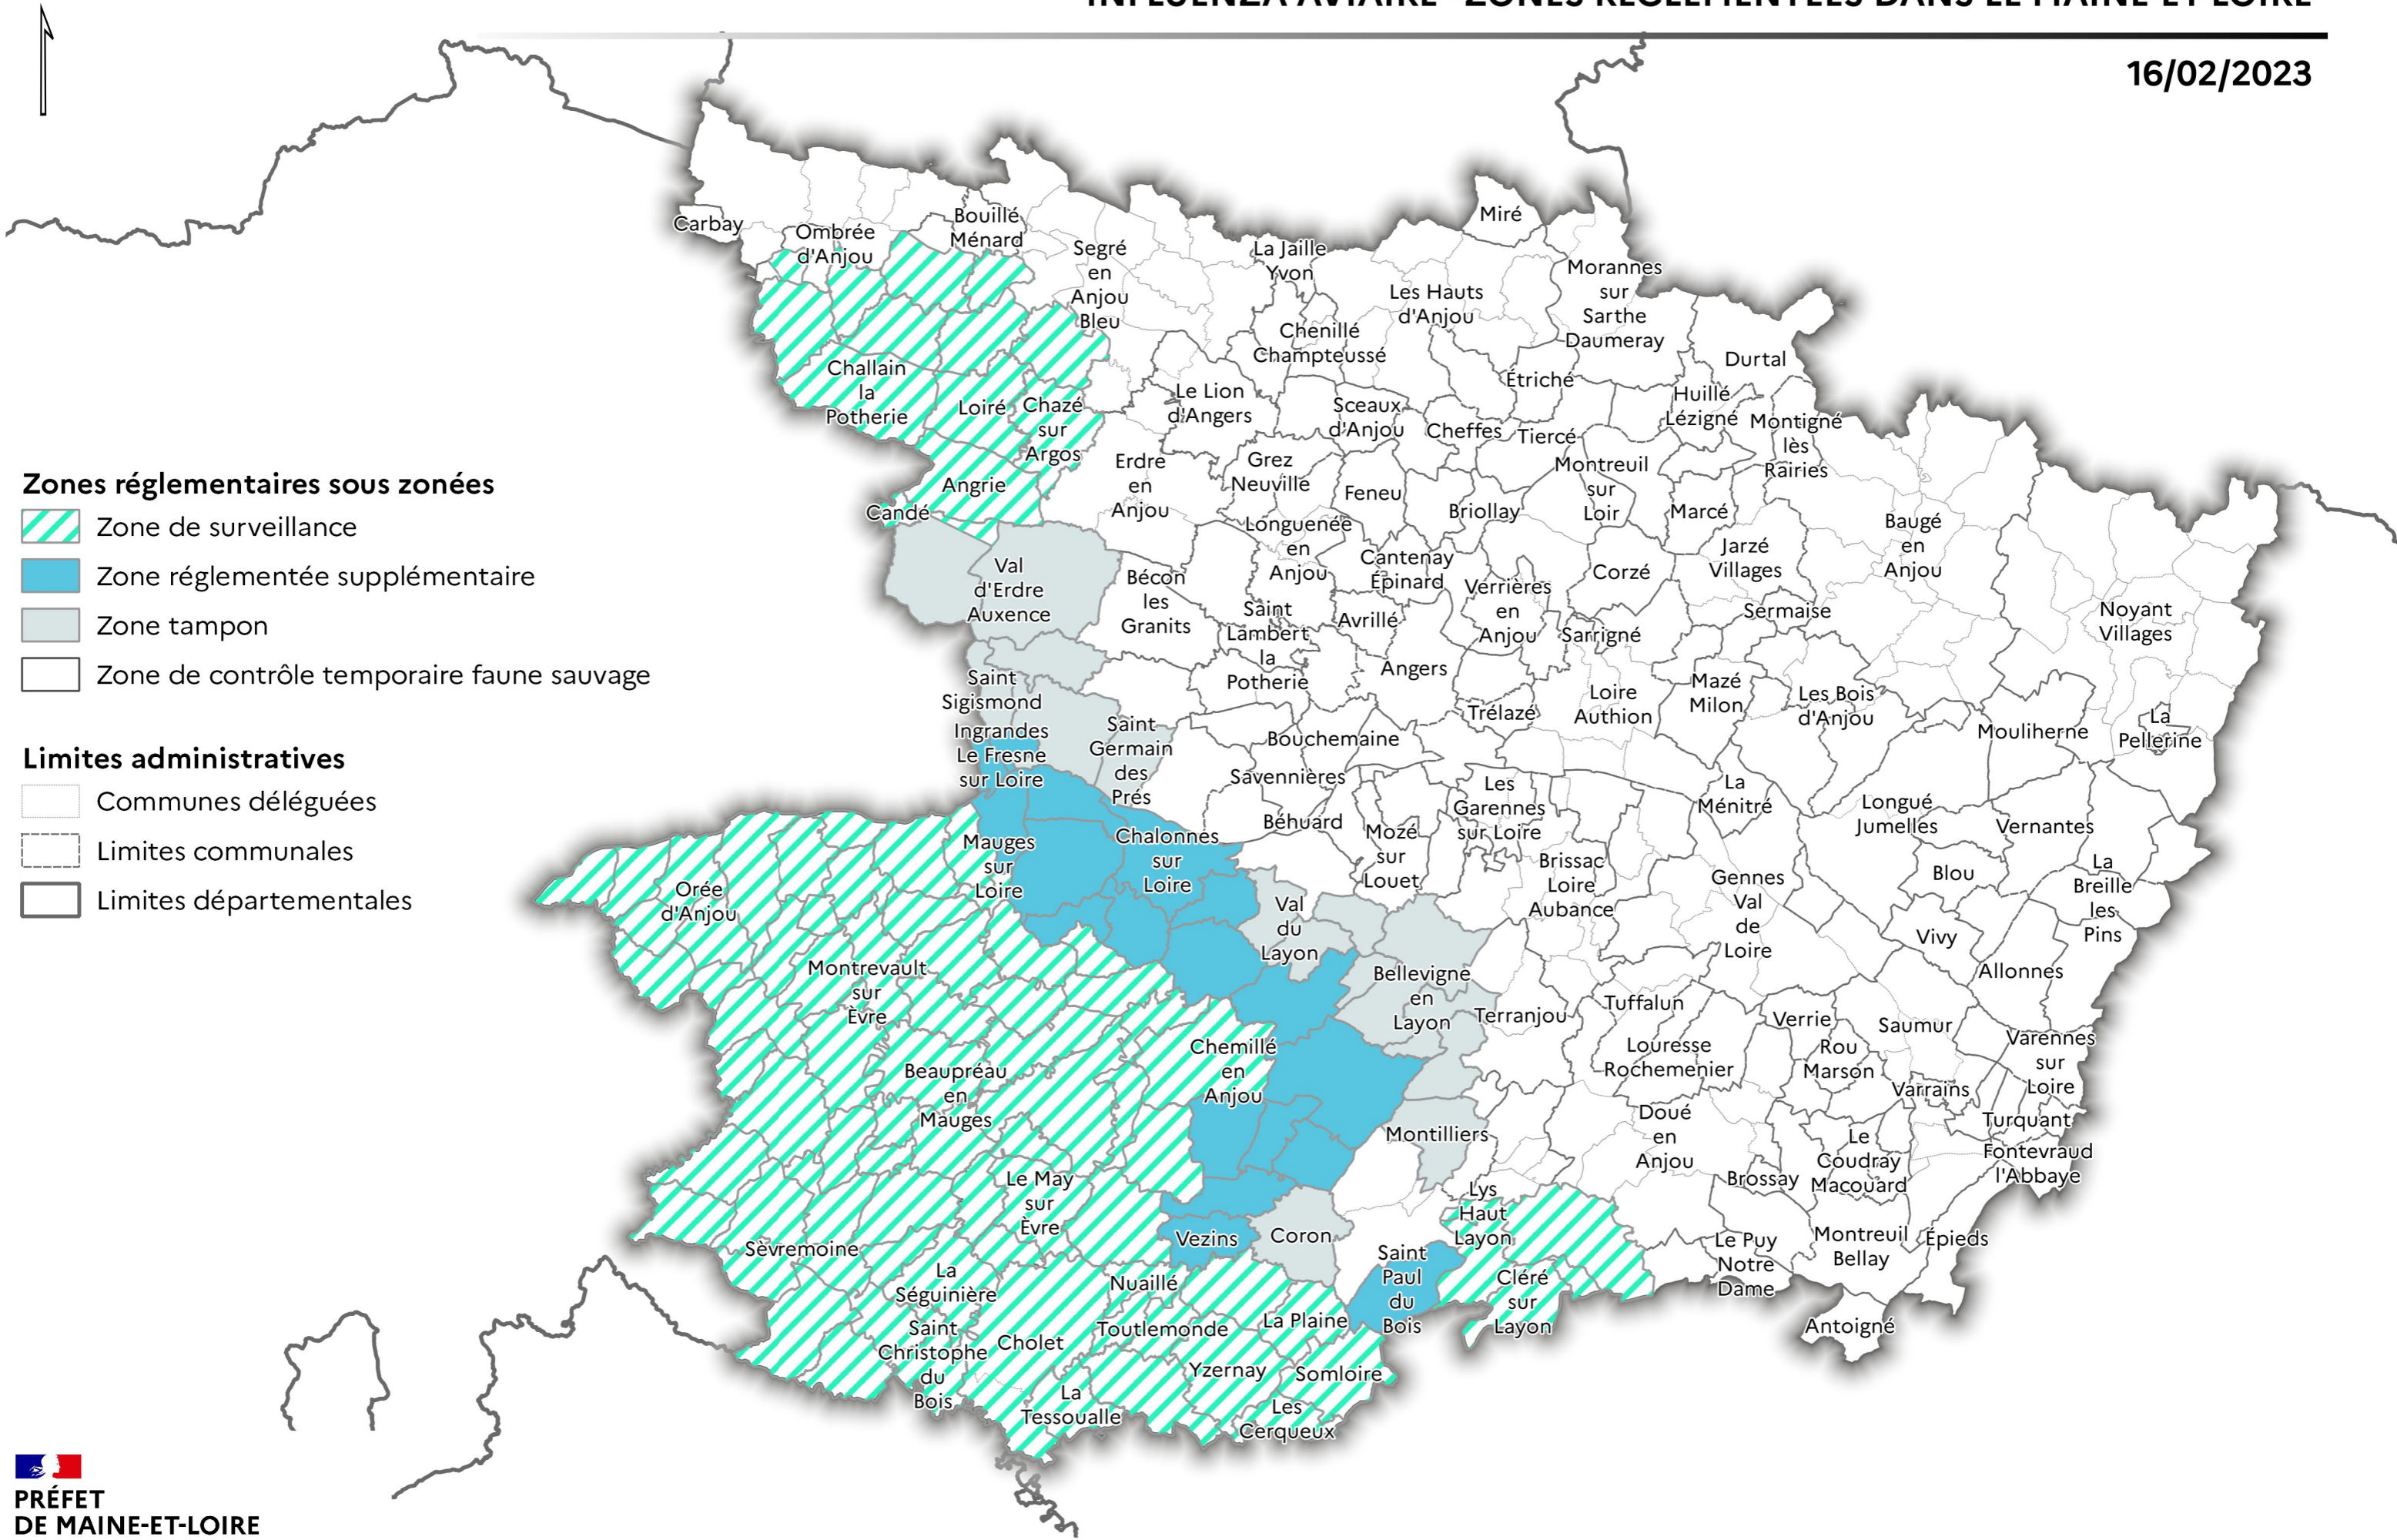 INFLUENZA AVIAIRE - ZONES RÉGLEMENTÉES DANS LE MAINE-ET-LOIRE
16/02/2023
Zones réglementaires sous zonées
Zone de surveillance
Zone réglementée supplémentaire
Zone tampon
Zone de contrôle temporaire faune sauvage
Limites administratives
Communes déléguées
Limites communales
Limites départementales
PRÉFET
DE MAINE-ET-LOIRE
Carbay
Ombrée
d'Anjou
Bouillé
Ménard
Segré
en
Anjou
Bleu
La Jaille
Yvon
Miré
Les Hauts
d'Anjou
Morannes
sur
Sarthe
Daumeray
Chenillé
Champteussé
Durtal
Challain
la
Potherie
Loiré
Chazé
sur
Argos
Le Lion
d'Angers
Sceaux
d'Anjou
Étriché
Cheffes
Tiercé
Huillé
Lézigné
Montigné
lès
Rairies
Angrie
Candé
Erdre
en
Anjou
Grez
Neuville
Feneu
Briollay
Montreuil
sur
Loir
Marcé
Baugé
en
Anjou
Val
d'Erdre
Auxence
Bécon
les
Granits
Longuenée
en
Anjou
Cantenay
Épinard
Verrières
en
Anjou
Corzé
Jarzé
Villages
Sermaise
Noyant
Villages
Saint
Lambert
la
Potherie
Avrillé
Angers
Sarrigné
Saint
Sigismond
Ingrandes
Le Fresne
sur Loire
Saint
Germain
des
Prés
Bouchemaine
Trélazé
Loire
Authion
Mazé
Milon
Les Bois
d'Anjou
Mouliherne
La
Pellerine
Savennières
Béhuard
Les
Garennes
sur Loire
La
Ménitré
Longué
Jumelles
Vernantes
Mauges
sur
Loire
Chalonnes
sur
Loire
Mozé
sur
Louet
Brissac
Loire
Aubance
Gennes
Val
de
Loire
Blou
La
Breille
les
Pins
Orée
d'Anjou
Val
du
Layon
Vivy
Allonnes
Montrevault
sur
Èvre
Bellevigne
en
Layon
Terranjou
Tuffalun
Verrie
Saumur
Varennes
sur
Loire
Beaupréau
en
Mauges
Chemillé
en
Anjou
Louresse
Rochemenier
Rou
Marson
Varrains
Turquant
Montilliers
Doué
en
Anjou
Le
Coudray
Macouard
Fontevraud
l'Abbaye
Le May
sur
Èvre
Lys
Haut
Layon
Brossay
Sèvremoine
Vezins
Coron
Le Puy
Notre
Dame
Montreuil
Bellay
Épieds
La
Séguinière
Nuaillé
Saint
Paul
du
Bois
Cléré
sur
Layon
Antoigné
Saint
Christophe
du
Bois
Cholet
Toutlemonde
La Plaine
La
Tessoualle
Yzernay
Somloire
Les
Cerqueux